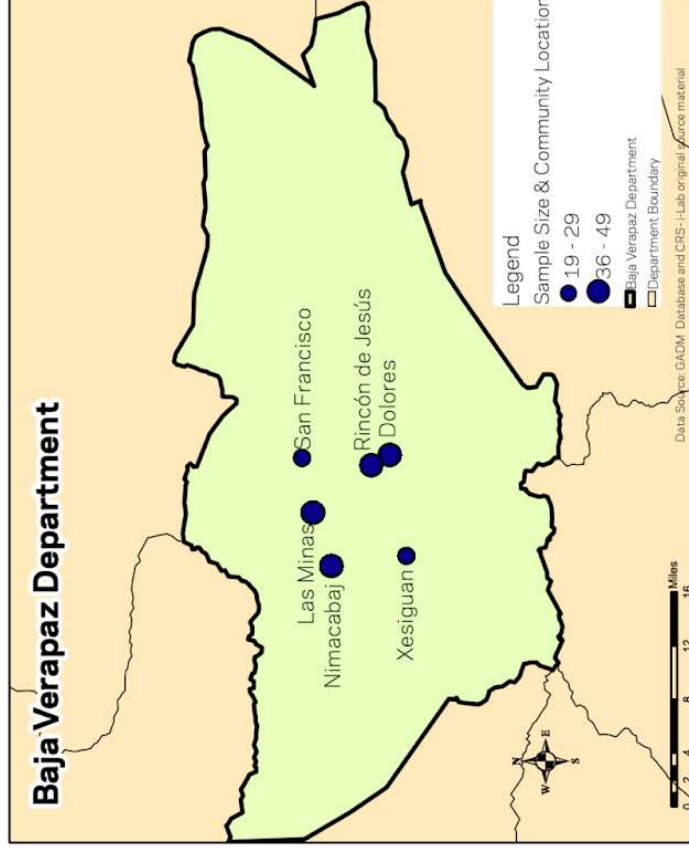 Baja Verapaz Department
San Francisco
Las Minas
Nimacabaj
Rincón de Jesús
Dolores
Xesiguan
Legend
Sample Size & Community Location
19 - 29
36 - 49
Baja Verapaz Department
Department Boundary
N
W E
S
0 2 4 8 12 16
Miles
Data Source: GADM Database and CRS- i-Lab original source material